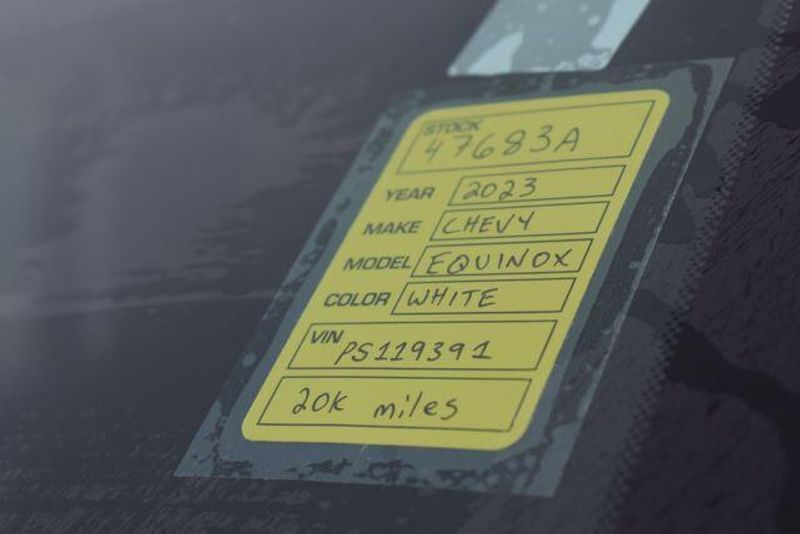 STOCK
47683A
YEAR 2023
MAKE CHEVY
MODEL EQUINOX
COLOR WHITE
VIN PS119391
20K miles